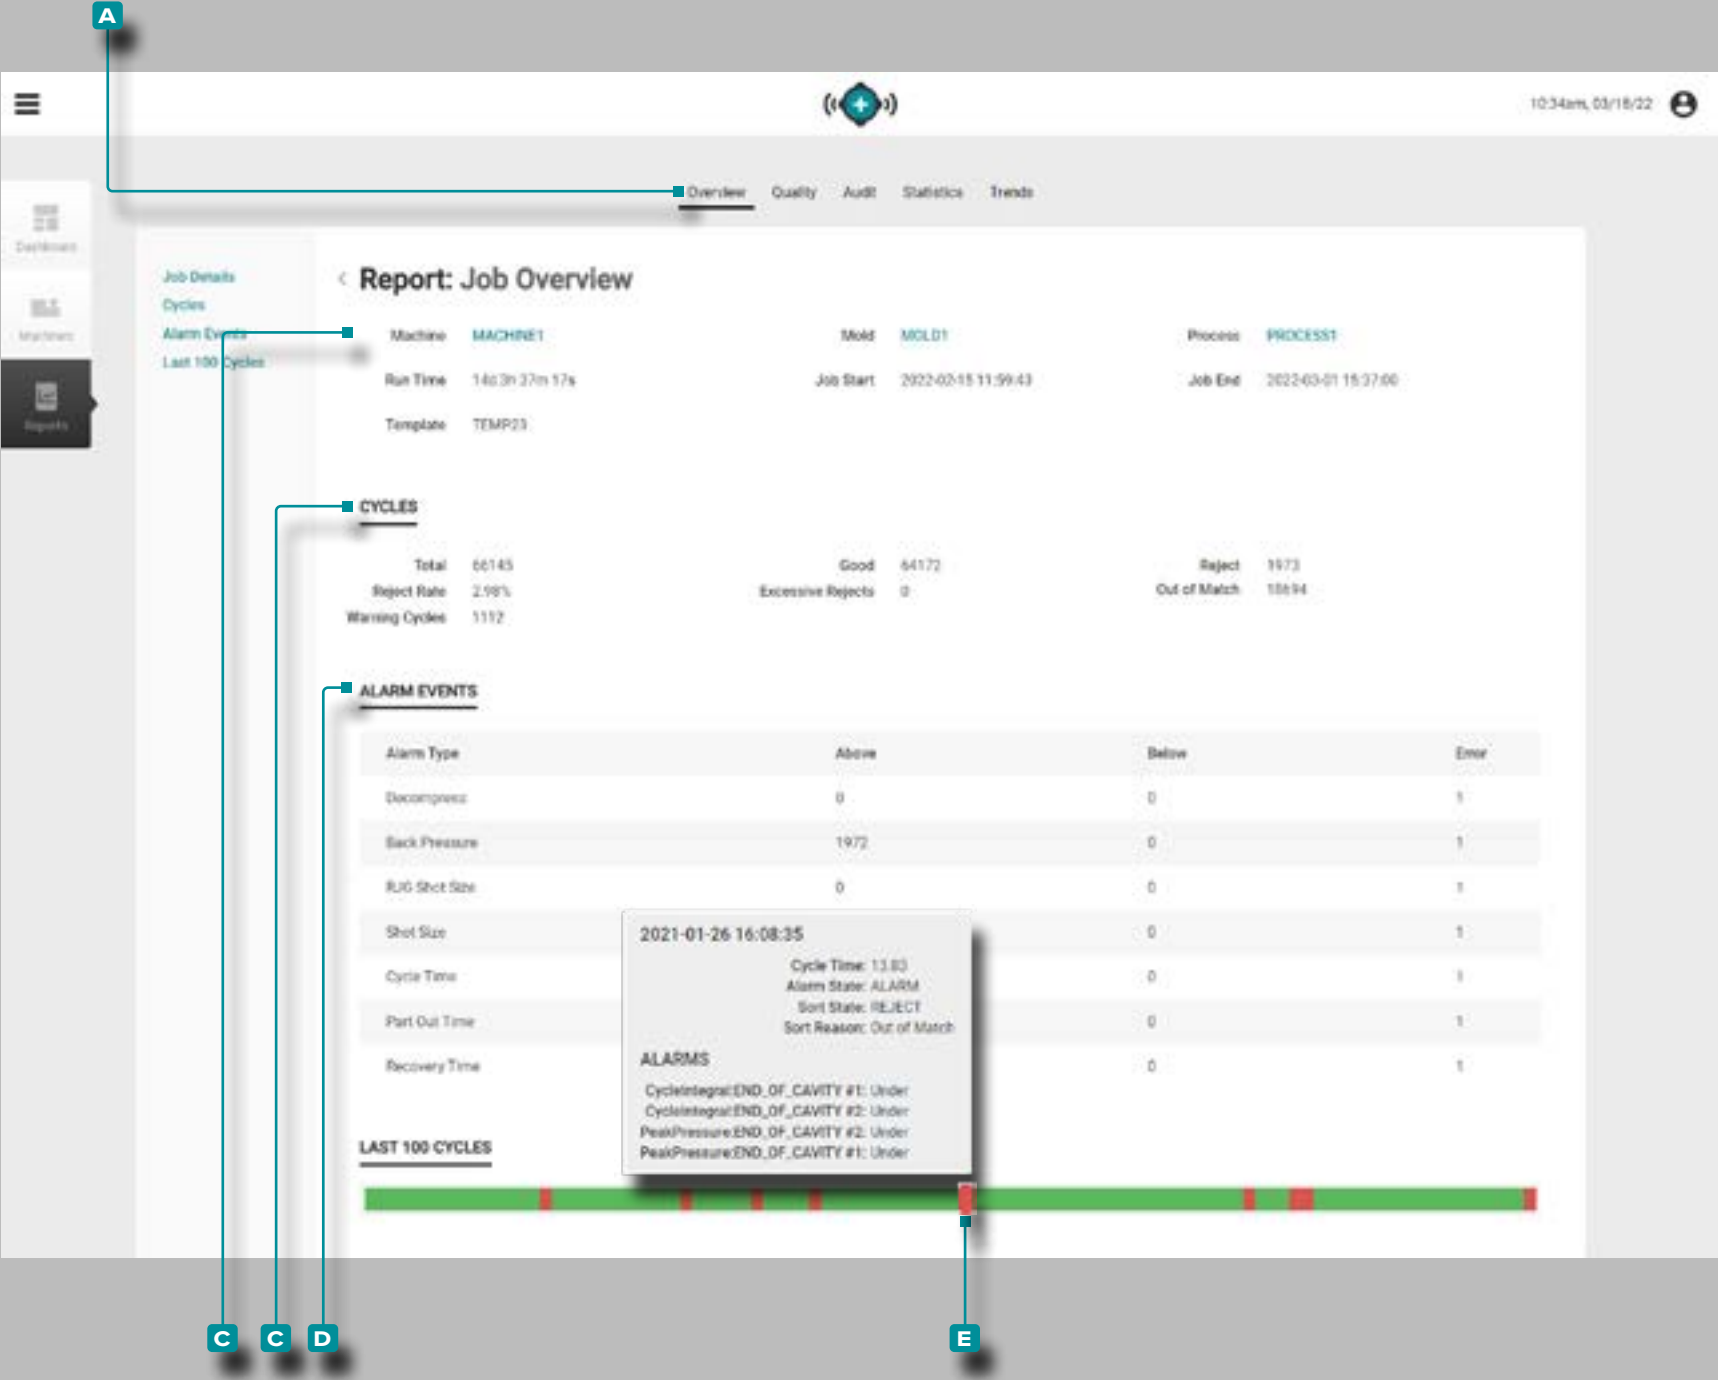 A
10:34am, 03/18/22
Overview Quality Audit Statistics Trends
Dashboard
Machines
Reports
Job Details
Cycles
Alarm Events
Last 100 Cycles
Report: Job Overview
Machine MACHINE1 Mold MOLD1 Process PROCESS1
Run Time 14d 3h 37m 17s Job Start 2022-02-15 11:59:43 Job End 2022-03-01 15:37:00
Template TEMP23
CYCLES
Total 66145 Good 64172 Reject 1973
Reject Rate 2.98% Excessive Rejects 0 Out of Match 18694
Warning Cycles 1112
ALARM EVENTS
Alarm Type Above Below Error
Decompress 0 0 1
Back Pressure 1972 0 1
RJG Shot Size 0 0 1
Shot Size 0 1
Cycle Time 0 1
Part Out Time 0 1
Recovery Time 0 1
2021-01-26 16:08:35
Cycle Time: 13.83
Alarm State: ALARM
Sort State: REJECT
Sort Reason: Out of Match
ALARMS
CycleIntegral:END_OF_CAVITY #1: Under
CycleIntegral:END_OF_CAVITY #2: Under
PeakPressure:END_OF_CAVITY #2: Under
PeakPressure:END_OF_CAVITY #1: Under
LAST 100 CYCLES
C C D E